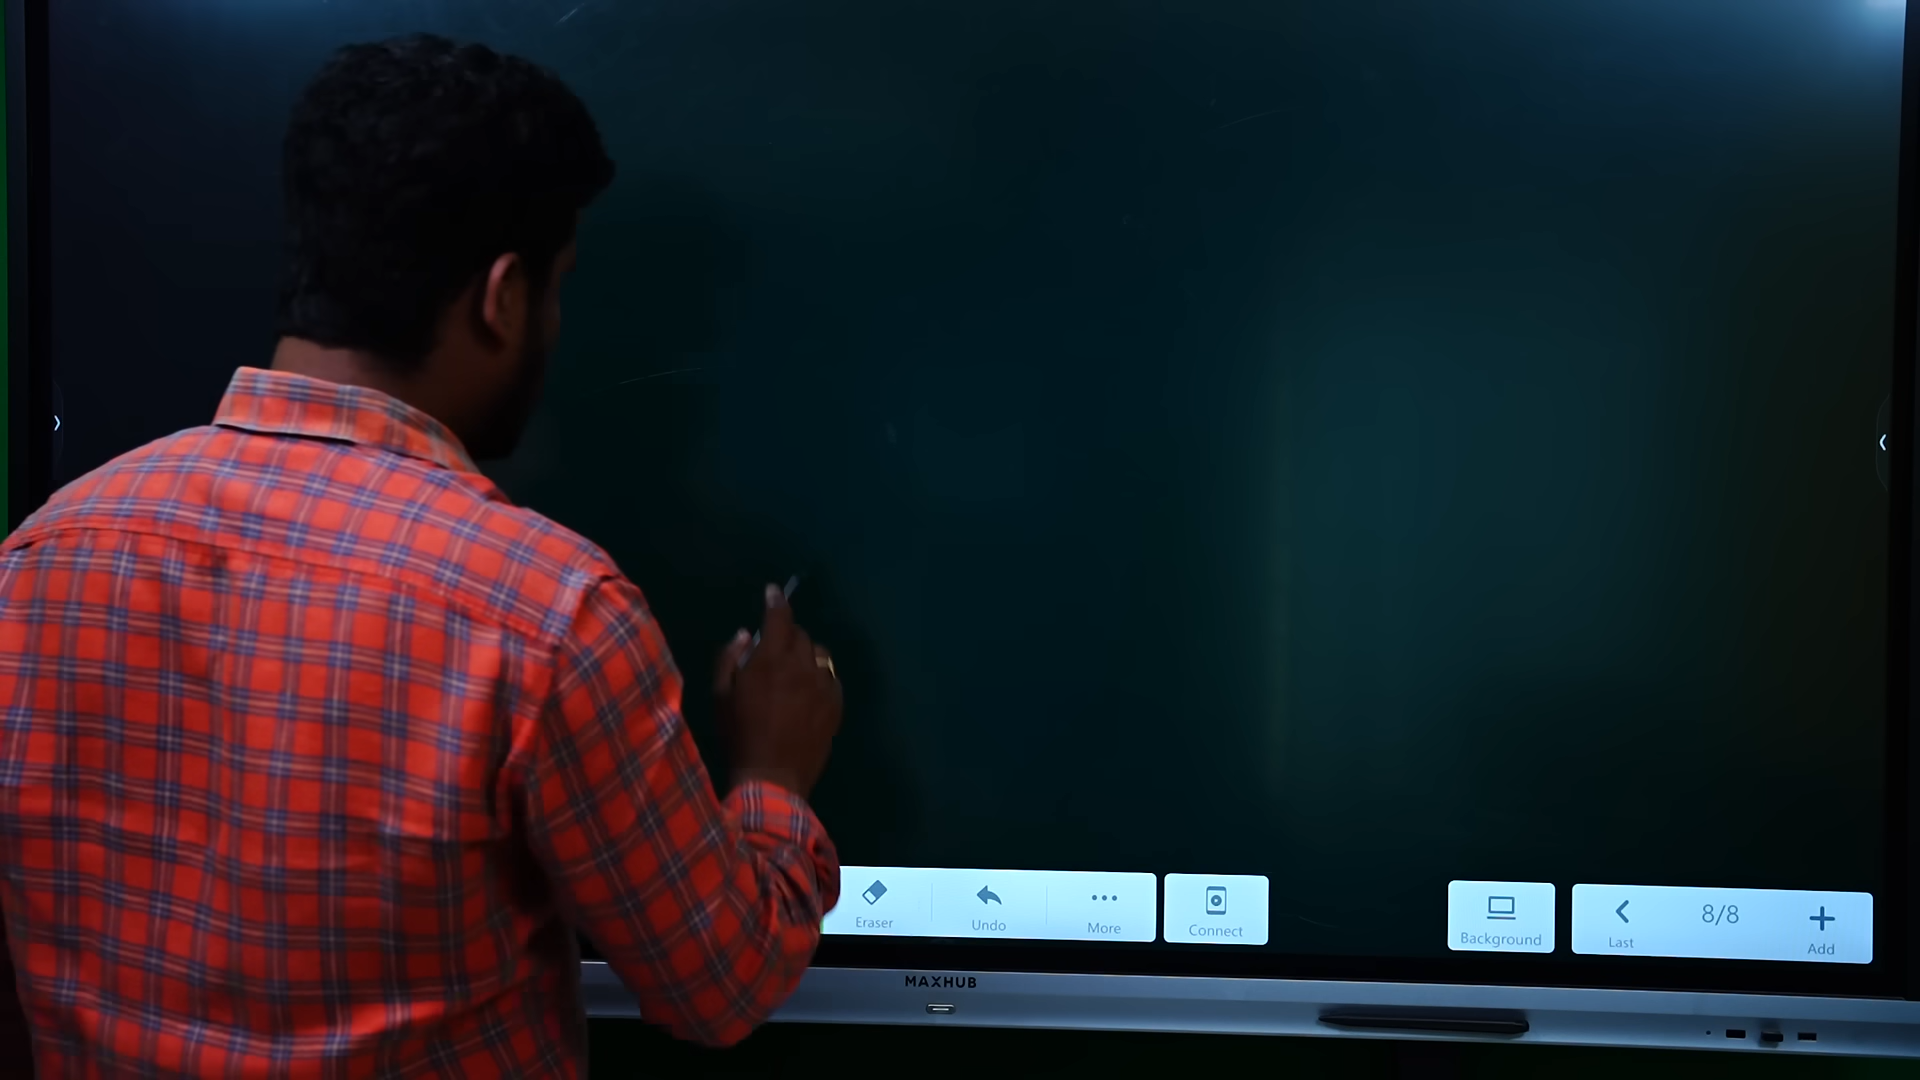 Eraser
Undo
More
Connect
Background
Last
8/8
Add
MAXHUB